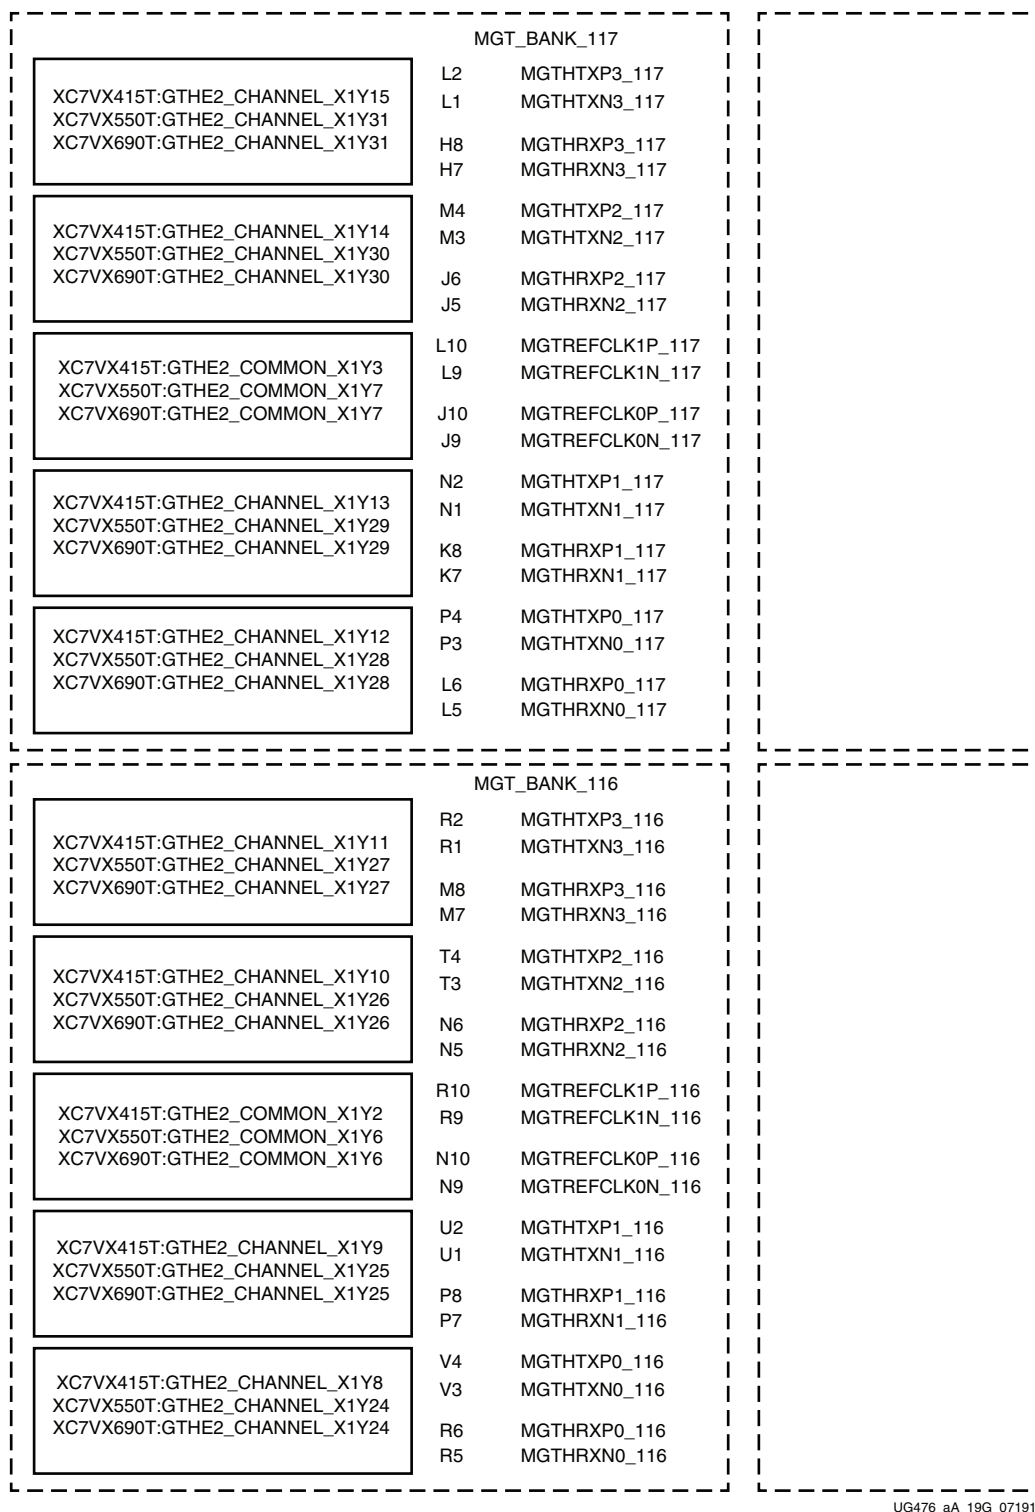 MGT_BANK_117
XC7VX415T:GTHE2_CHANNEL_X1Y15
XC7VX550T:GTHE2_CHANNEL_X1Y31
XC7VX690T:GTHE2_CHANNEL_X1Y31
L2 MGTHTXP3_117
L1 MGTHTXN3_117
H8 MGTHRXP3_117
H7 MGTHRXN3_117
XC7VX415T:GTHE2_CHANNEL_X1Y14
XC7VX550T:GTHE2_CHANNEL_X1Y30
XC7VX690T:GTHE2_CHANNEL_X1Y30
M4 MGTHTXP2_117
M3 MGTHTXN2_117
J6 MGTHRXP2_117
J5 MGTHRXN2_117
XC7VX415T:GTHE2_COMMON_X1Y3
XC7VX550T:GTHE2_COMMON_X1Y7
XC7VX690T:GTHE2_COMMON_X1Y7
L10 MGTREFCLK1P_117
L9 MGTREFCLK1N_117
J10 MGTREFCLK0P_117
J9 MGTREFCLK0N_117
XC7VX415T:GTHE2_CHANNEL_X1Y13
XC7VX550T:GTHE2_CHANNEL_X1Y29
XC7VX690T:GTHE2_CHANNEL_X1Y29
N2 MGTHTXP1_117
N1 MGTHTXN1_117
K8 MGTHRXP1_117
K7 MGTHRXN1_117
XC7VX415T:GTHE2_CHANNEL_X1Y12
XC7VX550T:GTHE2_CHANNEL_X1Y28
XC7VX690T:GTHE2_CHANNEL_X1Y28
P4 MGTHTXP0_117
P3 MGTHTXN0_117
L6 MGTHRXP0_117
L5 MGTHRXN0_117
MGT_BANK_116
XC7VX415T:GTHE2_CHANNEL_X1Y11
XC7VX550T:GTHE2_CHANNEL_X1Y27
XC7VX690T:GTHE2_CHANNEL_X1Y27
R2 MGTHTXP3_116
R1 MGTHTXN3_116
M8 MGTHRXP3_116
M7 MGTHRXN3_116
XC7VX415T:GTHE2_CHANNEL_X1Y10
XC7VX550T:GTHE2_CHANNEL_X1Y26
XC7VX690T:GTHE2_CHANNEL_X1Y26
T4 MGTHTXP2_116
T3 MGTHTXN2_116
N6 MGTHRXP2_116
N5 MGTHRXN2_116
XC7VX415T:GTHE2_COMMON_X1Y2
XC7VX550T:GTHE2_COMMON_X1Y6
XC7VX690T:GTHE2_COMMON_X1Y6
R10 MGTREFCLK1P_116
R9 MGTREFCLK1N_116
N10 MGTREFCLK0P_116
N9 MGTREFCLK0N_116
XC7VX415T:GTHE2_CHANNEL_X1Y9
XC7VX550T:GTHE2_CHANNEL_X1Y25
XC7VX690T:GTHE2_CHANNEL_X1Y25
U2 MGTHTXP1_116
U1 MGTHTXN1_116
P8 MGTHRXP1_116
P7 MGTHRXN1_116
XC7VX415T:GTHE2_CHANNEL_X1Y8
XC7VX550T:GTHE2_CHANNEL_X1Y24
XC7VX690T:GTHE2_CHANNEL_X1Y24
V4 MGTHTXP0_116
V3 MGTHTXN0_116
R6 MGTHRXP0_116
R5 MGTHRXN0_116
UG476_aA_19G_07191